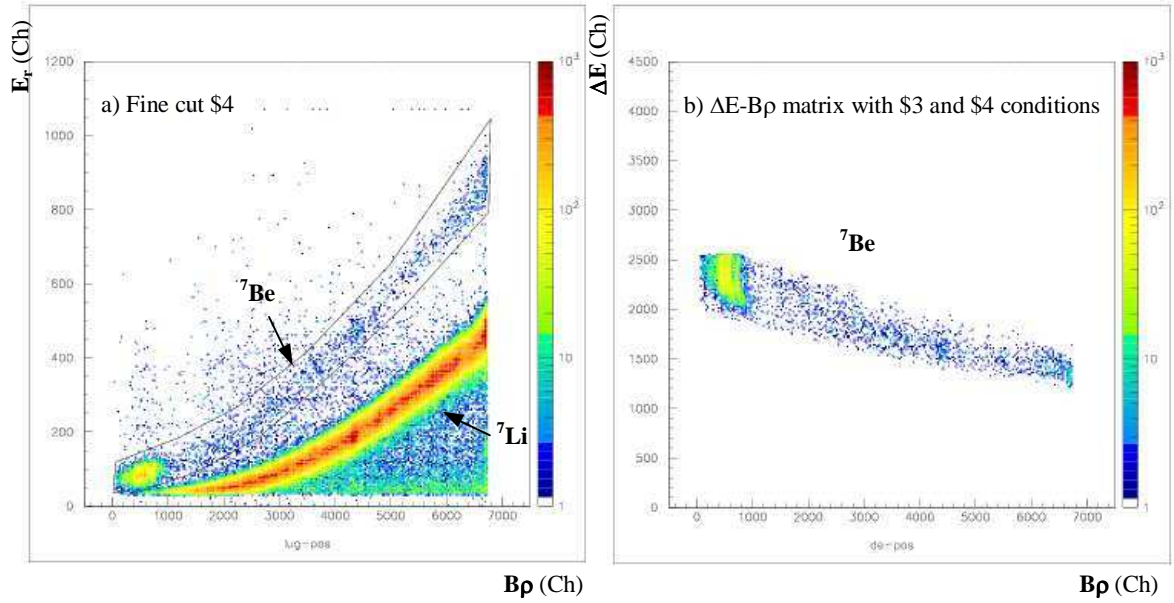 E_r (Ch)
1200
1000
800
600
400
200
0
a) Fine cut $4
⁷Be
⁷Li
0 1000 2000 3000 4000 5000 6000 7000
lug-pos
Bρ (Ch)
10³
10²
10
1
ΔE (Ch)
4500
4000
3500
3000
2500
2000
1500
1000
500
0
b) ΔE-Bρ matrix with $3 and $4 conditions
⁷Be
0 1000 2000 3000 4000 5000 6000 7000
de-pos
Bρ (Ch)
10³
10²
10
1